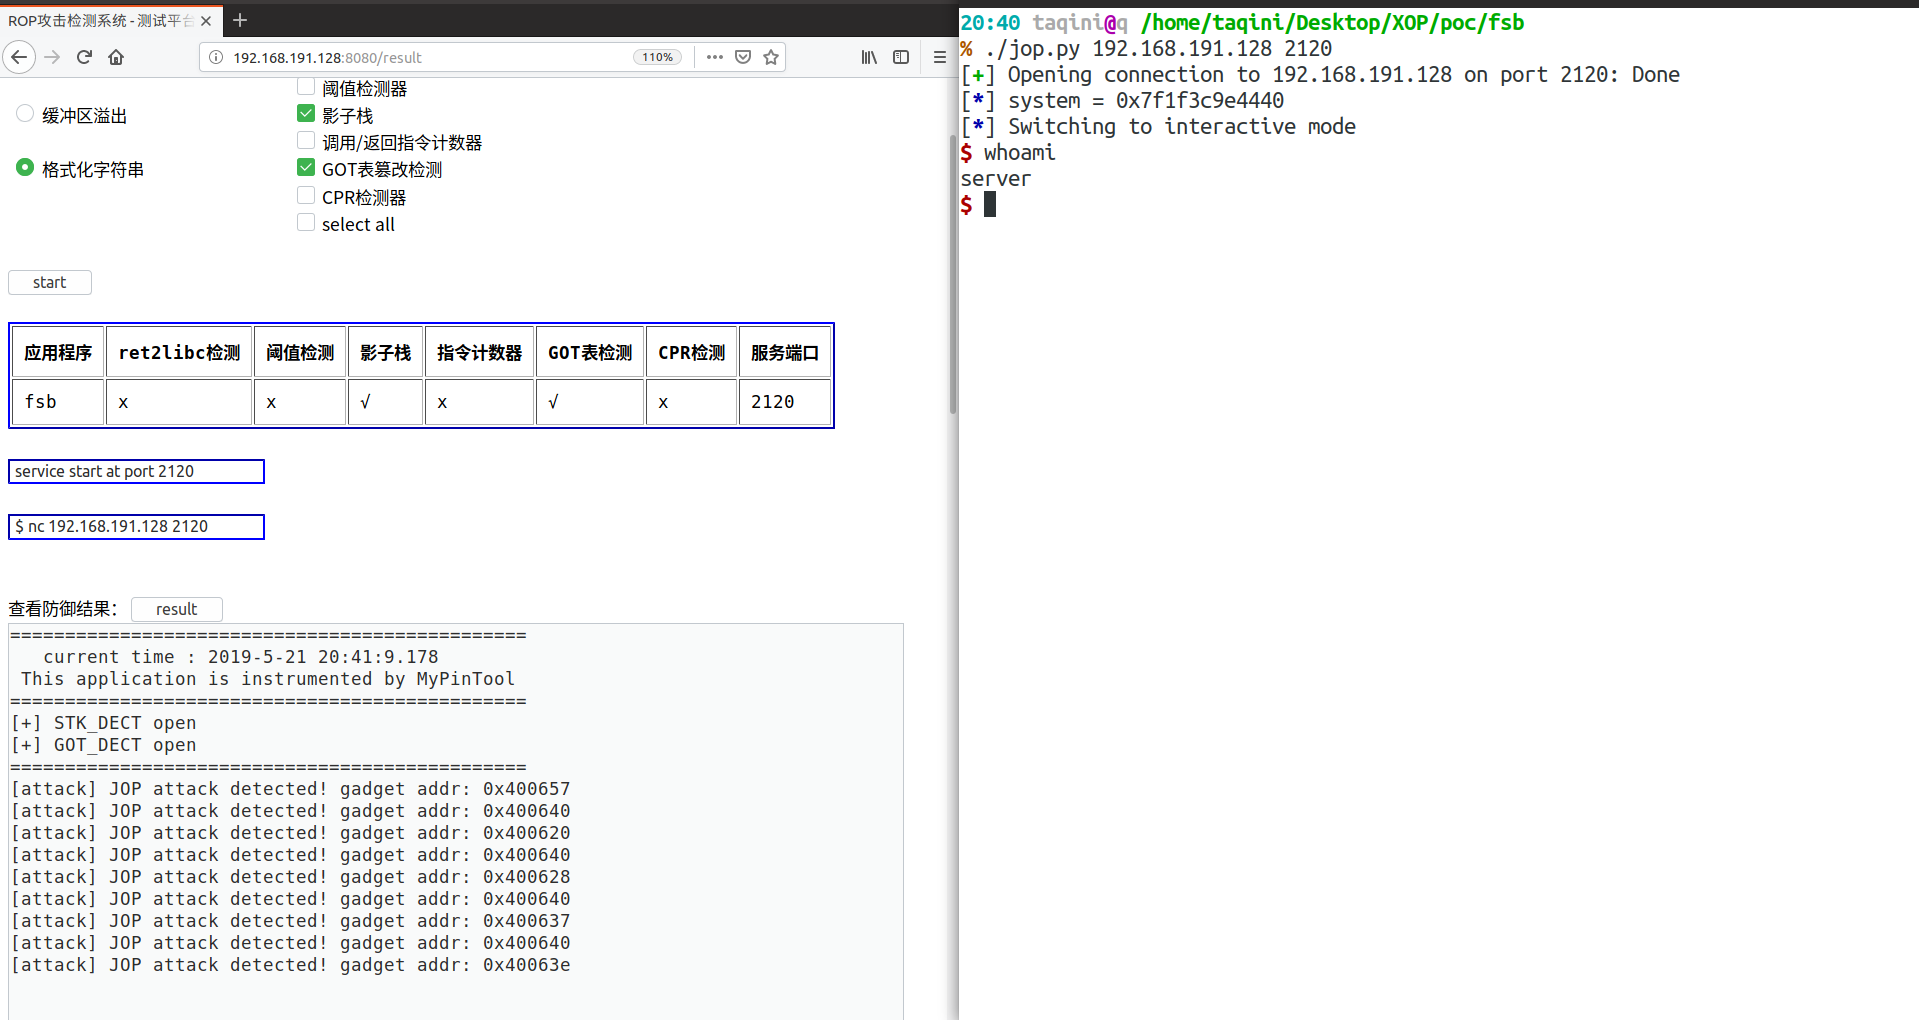 ROP攻击检测系统 - 测试平台
192.168.191.128:8080/result
110%
阈值检测器
缓冲区溢出
影子栈
调用/返回指令计数器
格式化字符串
GOT表篡改检测
CPR检测器
select all
start
应用程序 ret2libc检测 阈值检测 影子栈 指令计数器 GOT表检测 CPR检测 服务端口
fsb x x √ x √ x 2120
service start at port 2120
$ nc 192.168.191.128 2120
查看防御结果: result
===============================================
current time : 2019-5-21 20:41:9.178
This application is instrumented by MyPinTool
===============================================
[+] STK_DECT open
[+] GOT_DECT open
===============================================
[attack] JOP attack detected! gadget addr: 0x400657
[attack] JOP attack detected! gadget addr: 0x400640
[attack] JOP attack detected! gadget addr: 0x400620
[attack] JOP attack detected! gadget addr: 0x400640
[attack] JOP attack detected! gadget addr: 0x400628
[attack] JOP attack detected! gadget addr: 0x400640
[attack] JOP attack detected! gadget addr: 0x400637
[attack] JOP attack detected! gadget addr: 0x400640
[attack] JOP attack detected! gadget addr: 0x40063e
20:40 taqini@q /home/taqini/Desktop/XOP/poc/fsb
% ./jop.py 192.168.191.128 2120
[+] Opening connection to 192.168.191.128 on port 2120: Done
[*] system = 0x7f1f3c9e4440
[*] Switching to interactive mode
$ whoami
server
$